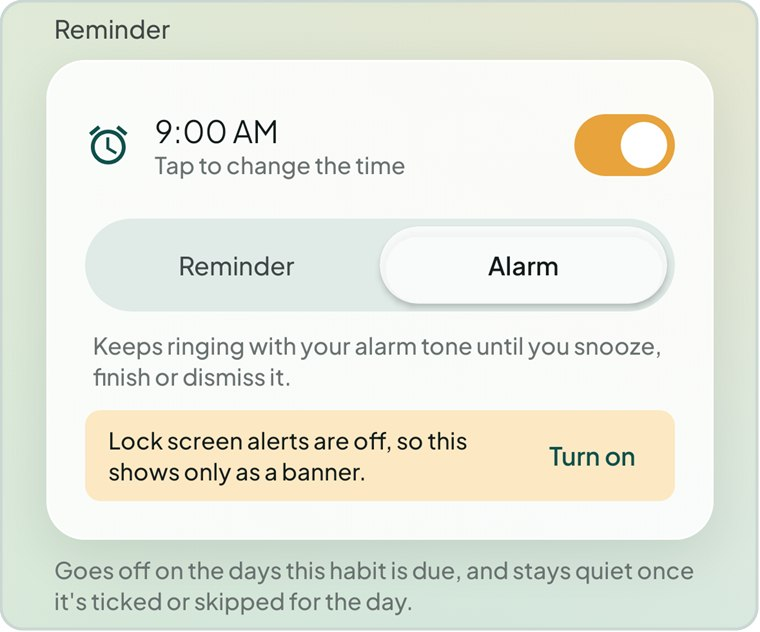 Reminder
9:00 AM
Tap to change the time
Reminder
Alarm
Keeps ringing with your alarm tone until you snooze,
finish or dismiss it.
Lock screen alerts are off, so this
shows only as a banner.
Turn on
Goes off on the days this habit is due, and stays quiet once
it's ticked or skipped for the day.